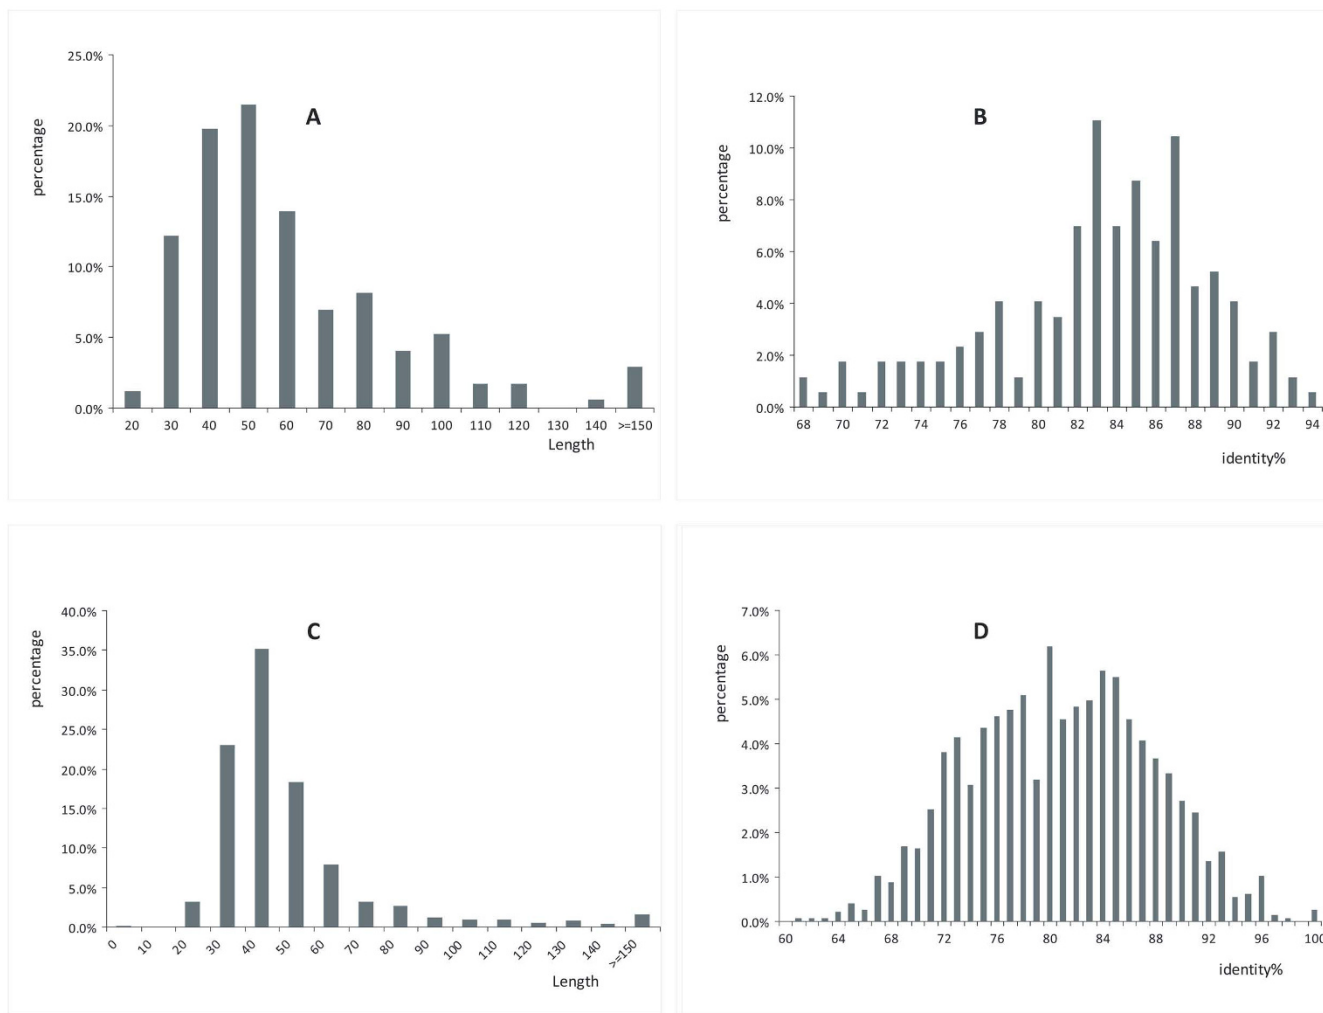 25.0%
20.0%
15.0%
10.0%
5.0%
0.0%
percentage
A
20 30 40 50 60 70 80 90 100 110 120 130 140 >=150
Length
12.0%
10.0%
8.0%
6.0%
4.0%
2.0%
0.0%
percentage
B
68 70 72 74 76 78 80 82 84 86 88 90 92 94
identity%
40.0%
35.0%
30.0%
25.0%
20.0%
15.0%
10.0%
5.0%
0.0%
percentage
C
0 10 20 30 40 50 60 70 80 90 100 110 120 130 140 >=150
Length
7.0%
6.0%
5.0%
4.0%
3.0%
2.0%
1.0%
0.0%
percentage
D
60 64 68 72 76 80 84 88 92 96 100
identity%